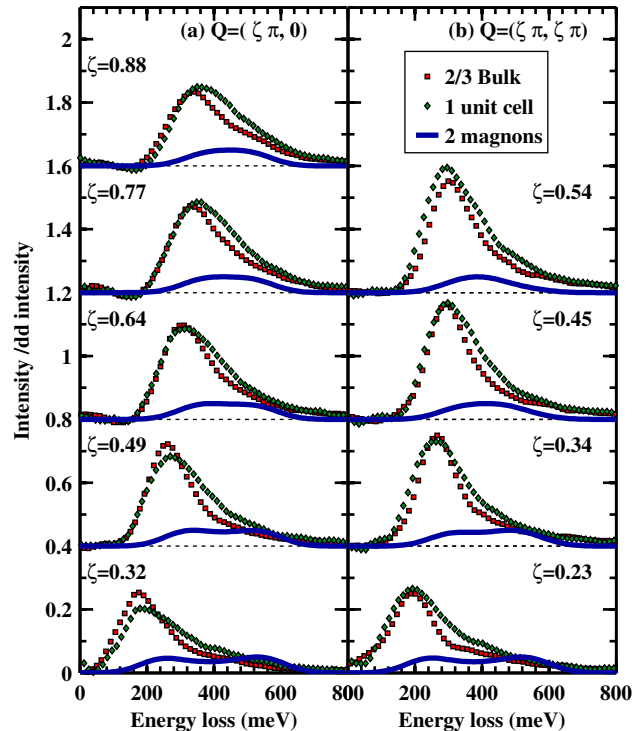 (a) Q=( ζ π, 0)
(b) Q=(ζ π, ζ π)
ζ=0.88
2/3 Bulk
1 unit cell
2 magnons
ζ=0.77
ζ=0.54
ζ=0.64
ζ=0.45
ζ=0.49
ζ=0.34
ζ=0.32
ζ=0.23
Intensity /dd intensity
2
1.8
1.6
1.4
1.2
1
0.8
0.6
0.4
0.2
0
0 200 400 600 800 200 400 600 800
Energy loss (meV) Energy loss (meV)